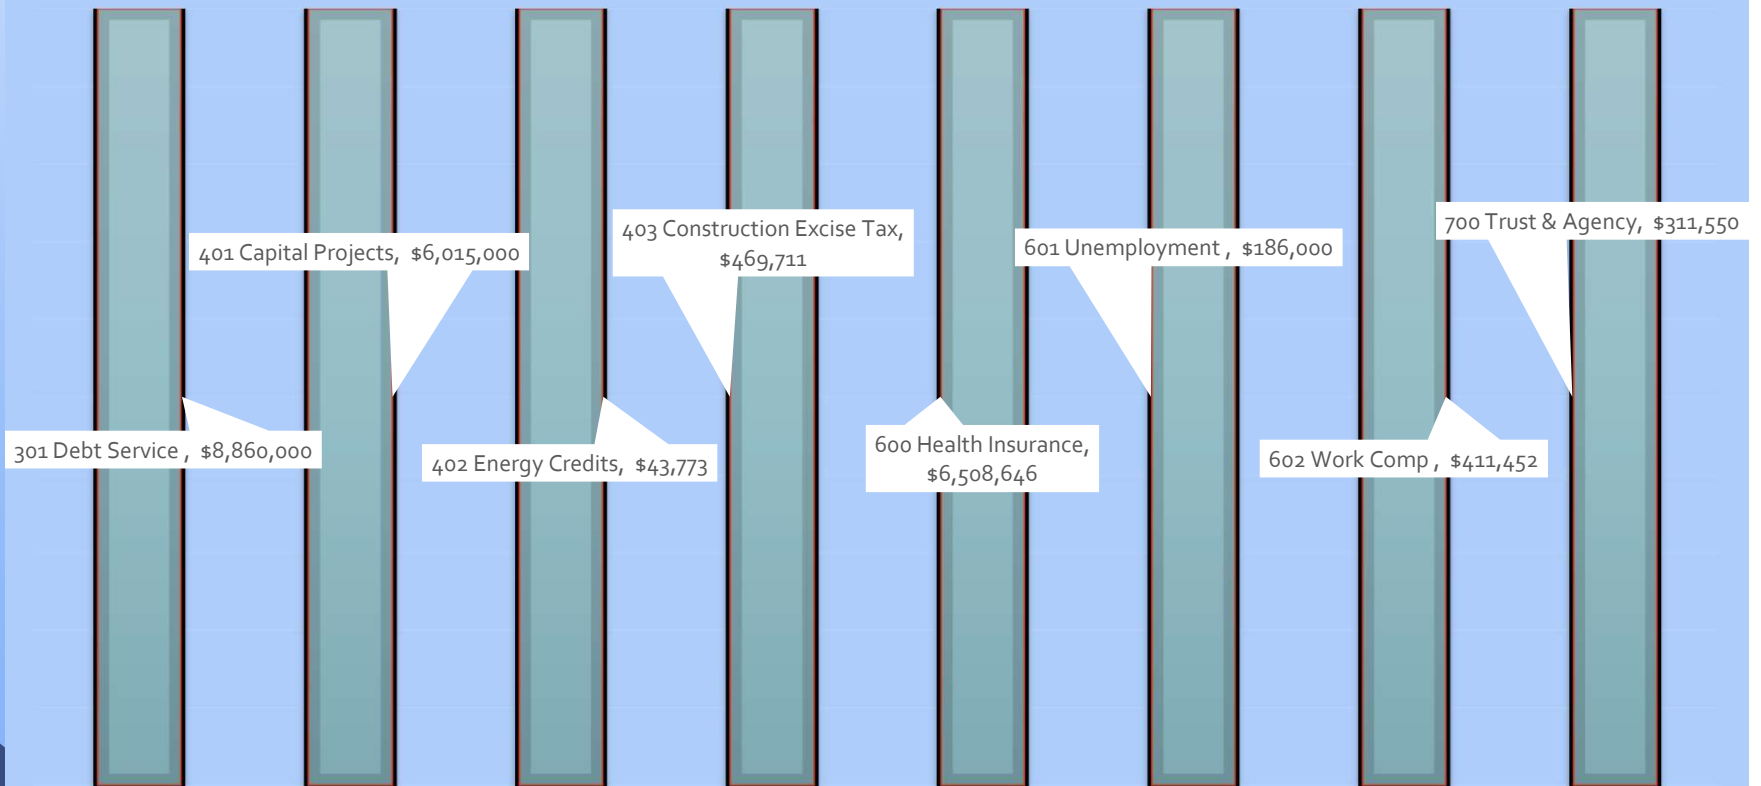 301 Debt Service , $8,860,000
401 Capital Projects, $6,015,000
402 Energy Credits, $43,773
403 Construction Excise Tax,
$469,711
600 Health Insurance,
$6,508,646
601 Unemployment , $186,000
602 Work Comp , $411,452
700 Trust & Agency, $311,550